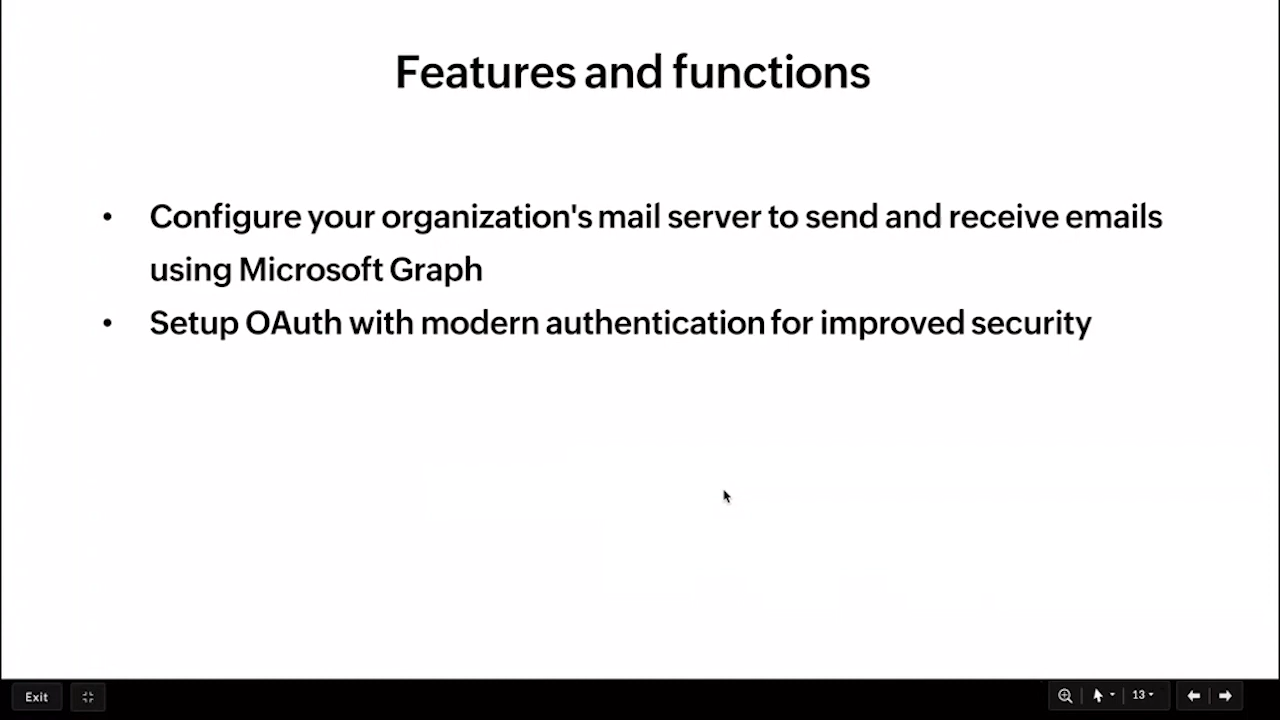 Features and functions
• Configure your organization's mail server to send and receive emails
using Microsoft Graph
• Setup OAuth with modern authentication for improved security
Exit
13